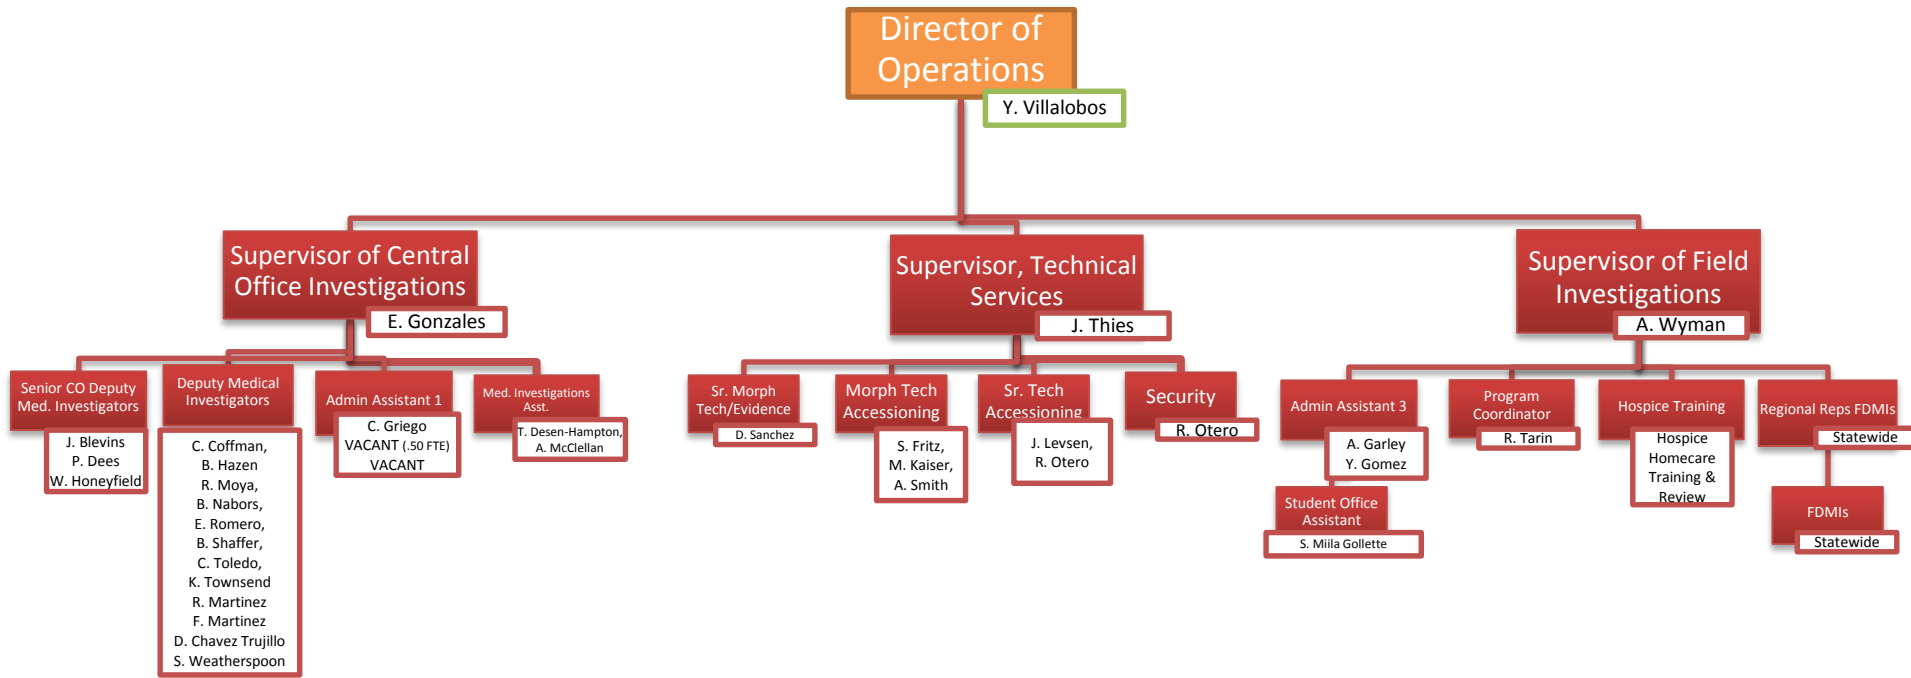 Director of
Operations
Y. Villalobos
Supervisor of Central
Office Investigations
E. Gonzales
Supervisor, Technical
Services
J. Thies
Supervisor of Field
Investigations
A. Wyman
Senior CO Deputy
Med. Investigators
J. Blevins
P. Dees
W. Honeyfield
Deputy Medical
Investigators
C. Coffman,
B. Hazen
R. Moya,
B. Nabors,
E. Romero,
B. Shaffer,
C. Toledo,
K. Townsend
R. Martinez
F. Martinez
D. Chavez Trujillo
S. Weatherspoon
Admin Assistant 1
C. Griego
VACANT (.50 FTE)
VACANT
Med. Investigations
Asst.
T. Desen-Hampton,
A. McClellan
Sr. Morph
Tech/Evidence
D. Sanchez
Morph Tech
Accessioning
S. Fritz,
M. Kaiser,
A. Smith
Sr. Tech
Accessioning
J. Levsen,
R. Otero
Security
R. Otero
Admin Assistant 3
A. Garley
Y. Gomez
Student Office
Assistant
S. Miila Gollette
Program
Coordinator
R. Tarin
Hospice Training
Hospice
Homecare
Training &
Review
Regional Reps FDMIs
Statewide
FDMIs
Statewide